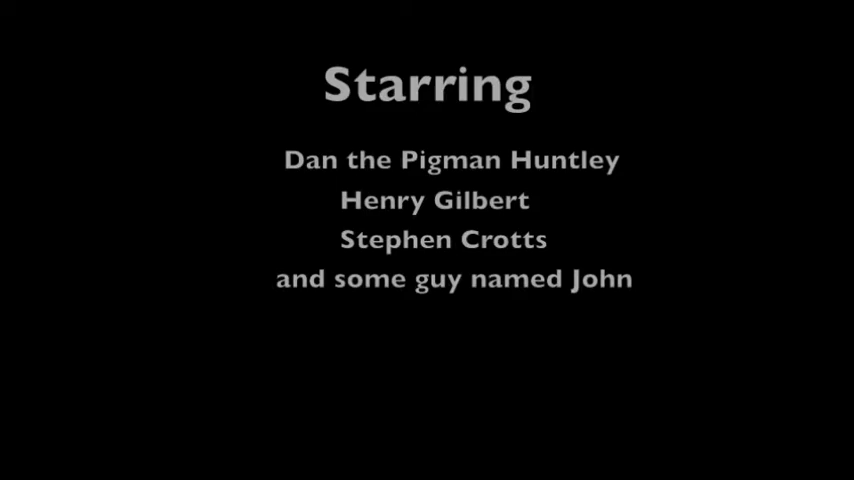 Starring
Dan the Pigman Huntley
Henry Gilbert
Stephen Crotts
and some guy named John